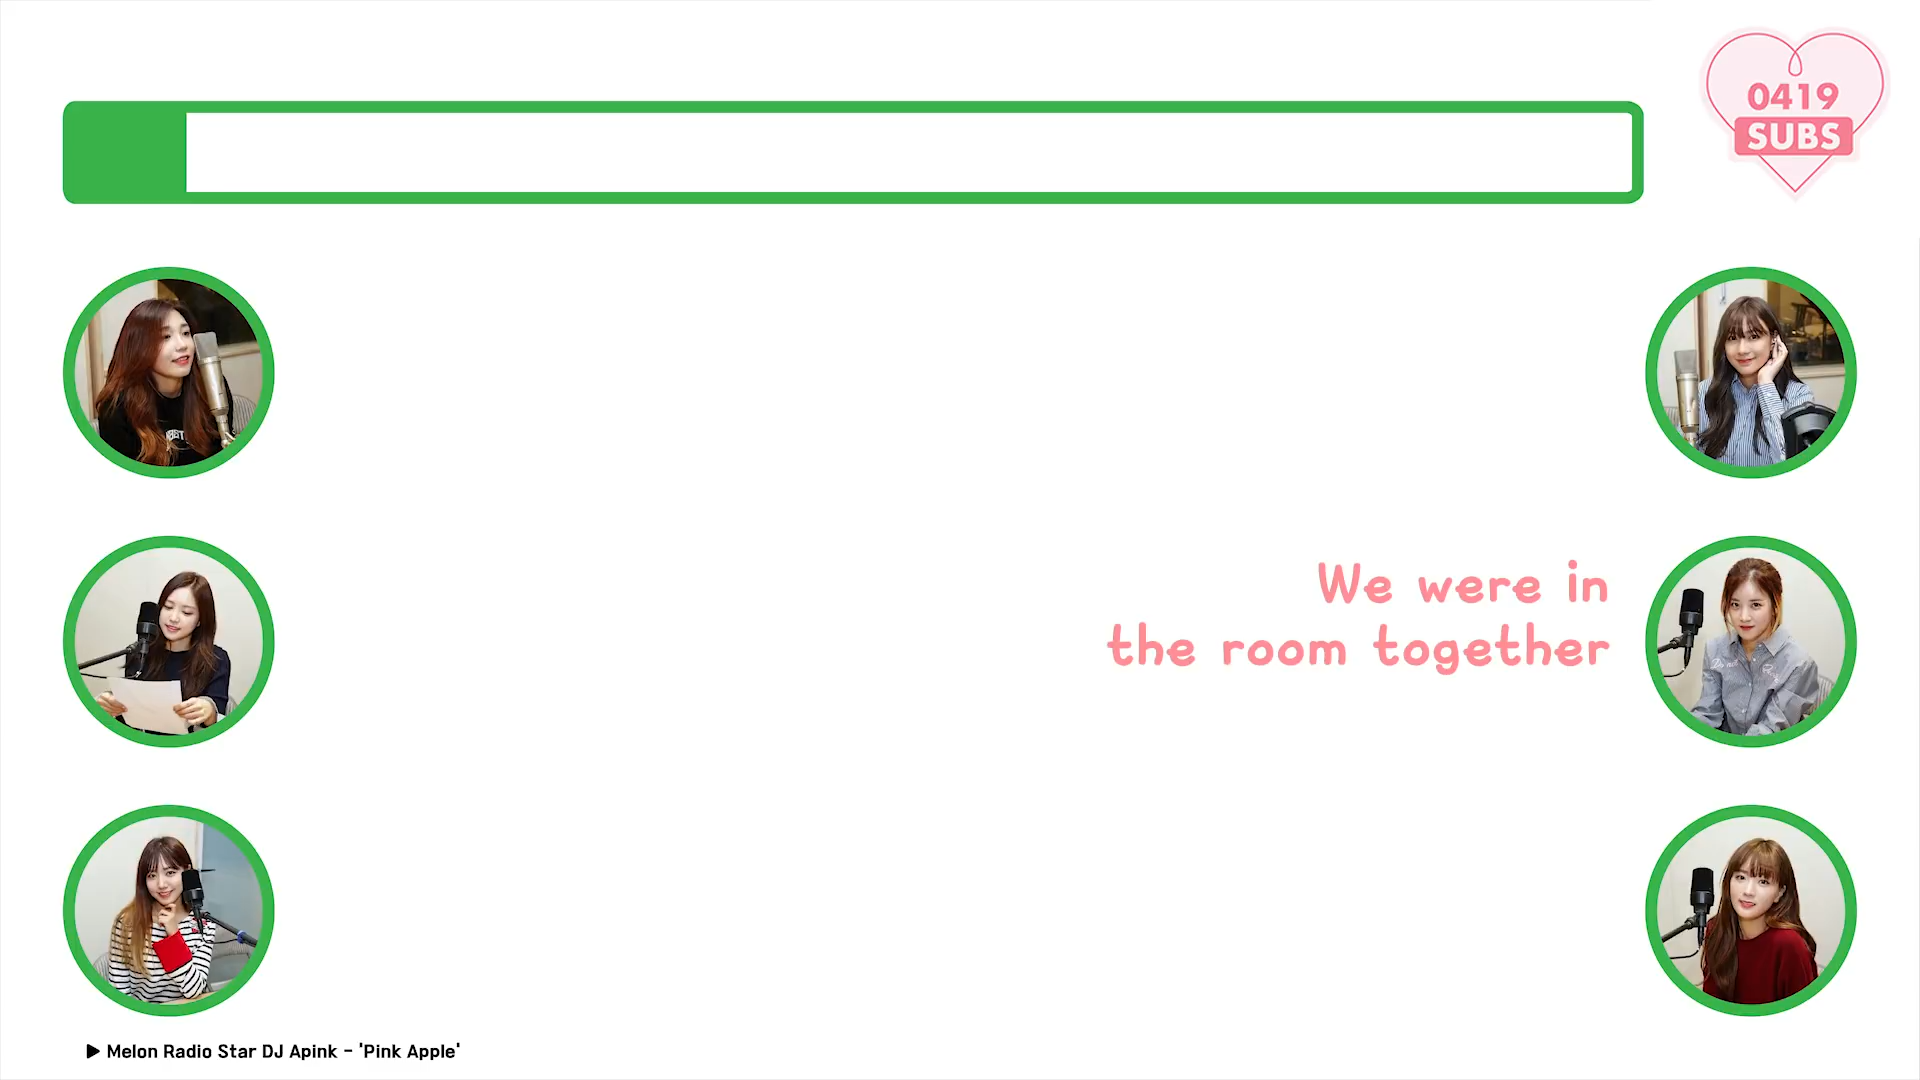 0419
SUBS
We were in
the room together
▶ Melon Radio Star DJ Apink - 'Pink Apple'